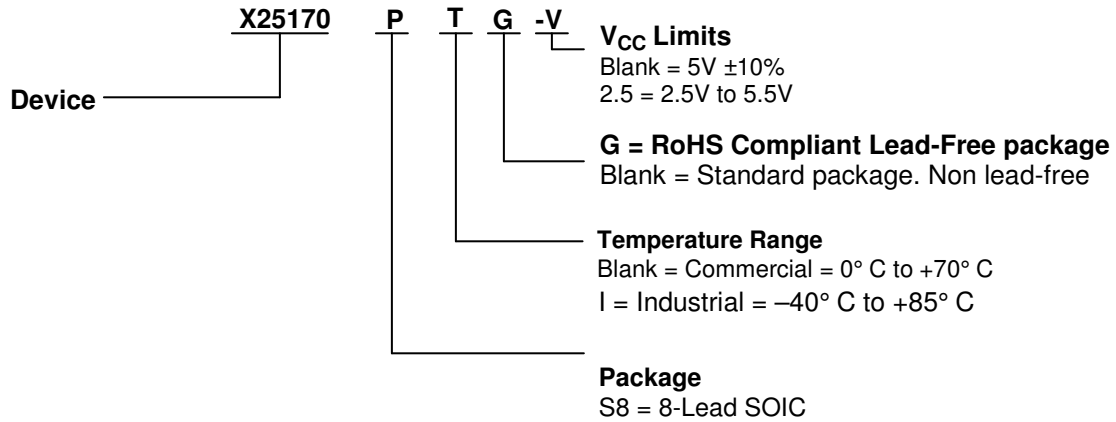 X25170 P T G -V
Device
VCC Limits
Blank = 5V ±10%
2.5 = 2.5V to 5.5V
G = RoHS Compliant Lead-Free package
Blank = Standard package. Non lead-free
Temperature Range
Blank = Commercial = 0° C to +70° C
I = Industrial = –40° C to +85° C
Package
S8 = 8-Lead SOIC